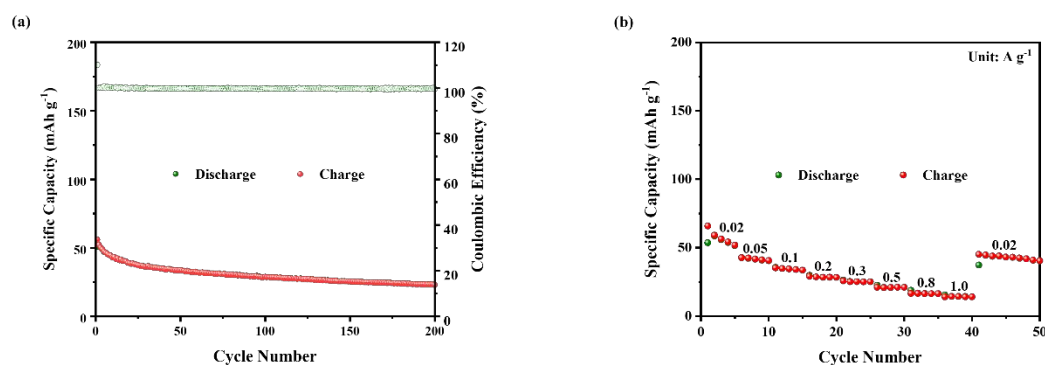 (a)
200
150
100
50
0
Specific Capacity (mAh g-1)
120
100
80
60
40
20
0
Coulombic Efficiency (%)
Discharge Charge
0 50 100 150 200
Cycle Number
(b)
200
150
100
50
0
Specific Capacity (mAh g-1)
Unit: A g-1
Discharge Charge
0.02
0.05
0.1
0.2
0.3
0.5
0.8
1.0
0.02
0 10 20 30 40 50
Cycle Number